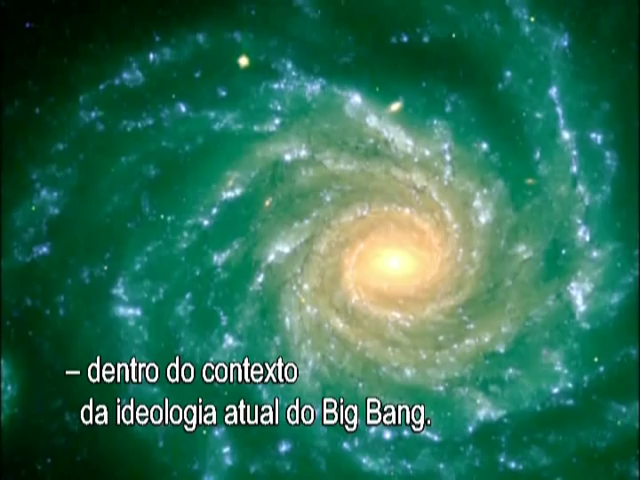 – dentro do contexto
da ideologia atual do Big Bang.